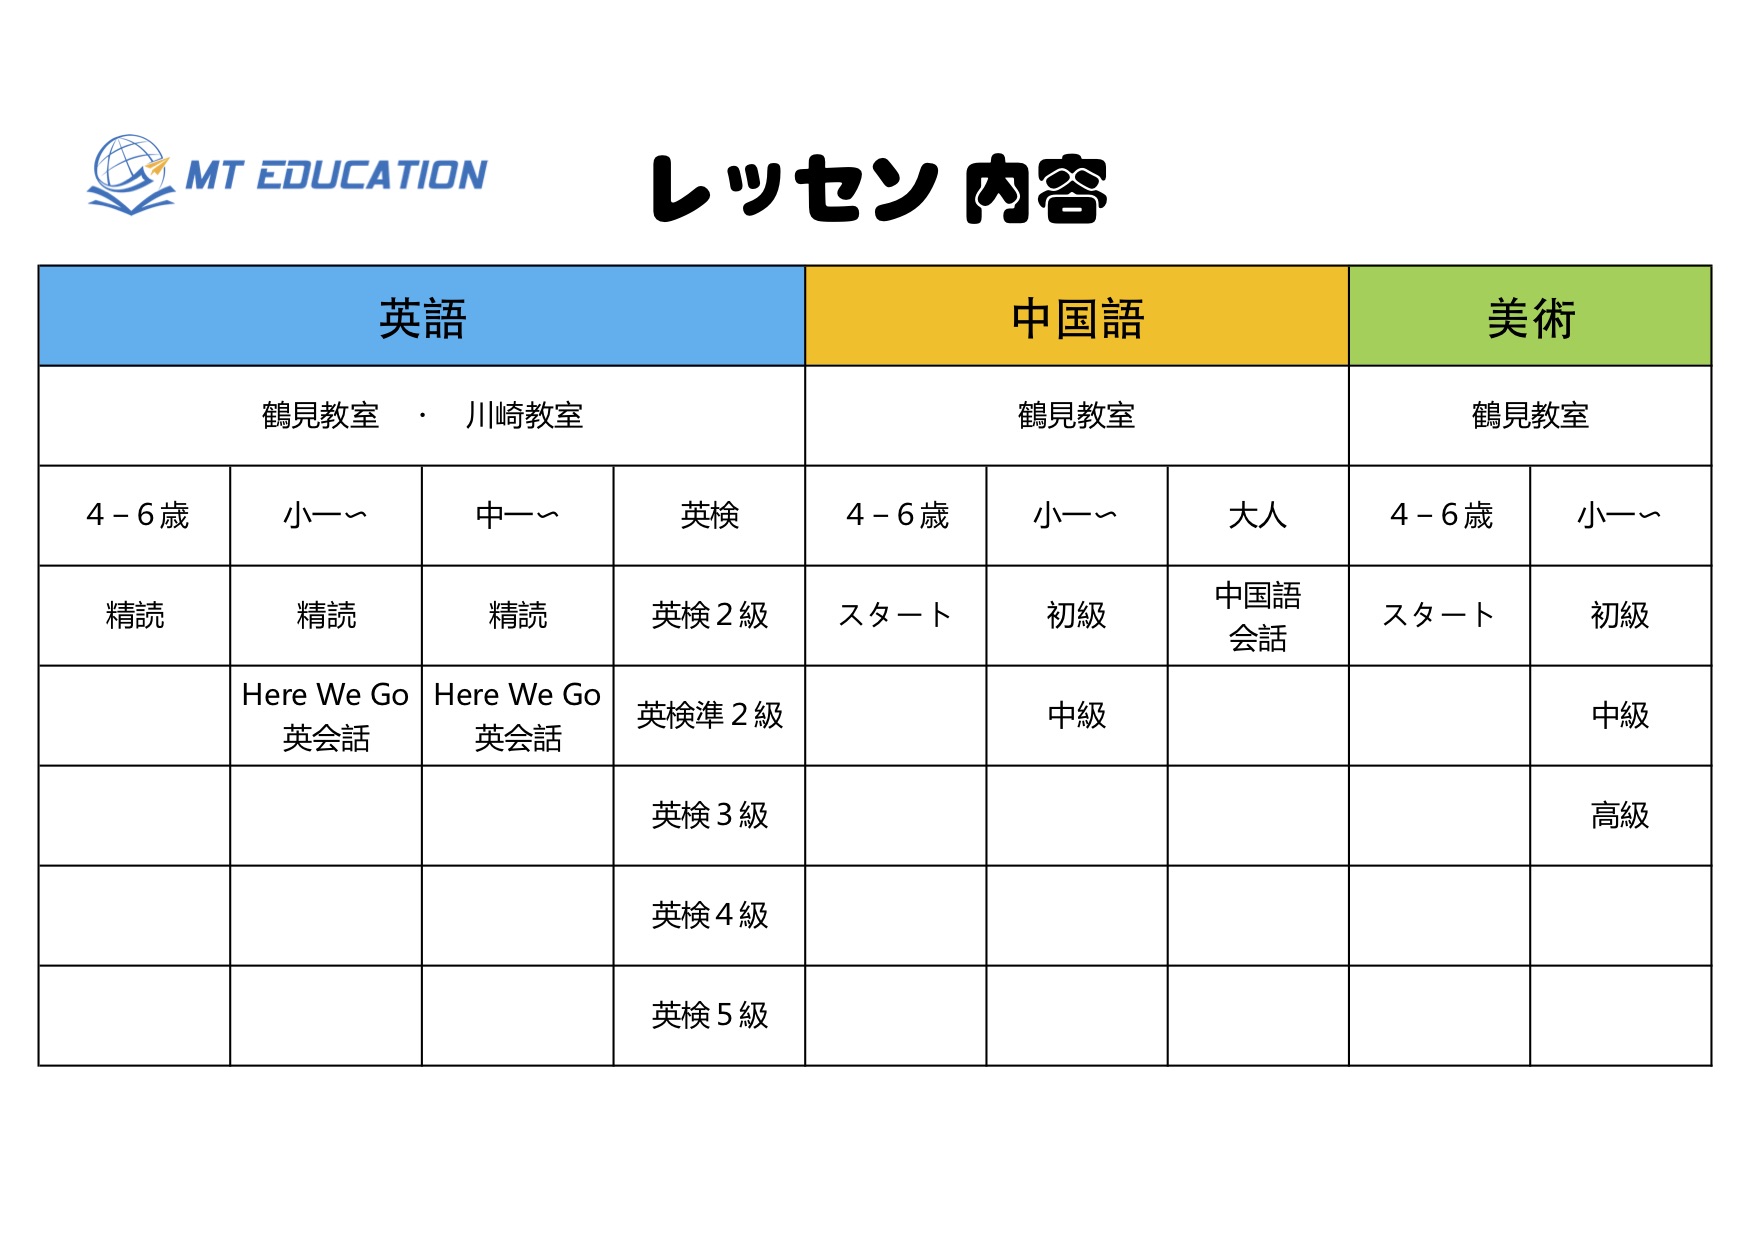 MT EDUCATION
レッセン 内容
英語 中国語 美術
鶴見教室 ・ 川崎教室 鶴見教室 鶴見教室
4－6歳 小一〜 中一〜 英検 4－6歳 小一〜 大人 4－6歳 小一〜
精読 精読 精読 英検2級 スタート 初級 中国語 会話 スタート 初級
Here We Go 英会話 Here We Go 英会話 英検準2級 中級 中級
英検3級 高級
英検4級
英検5級